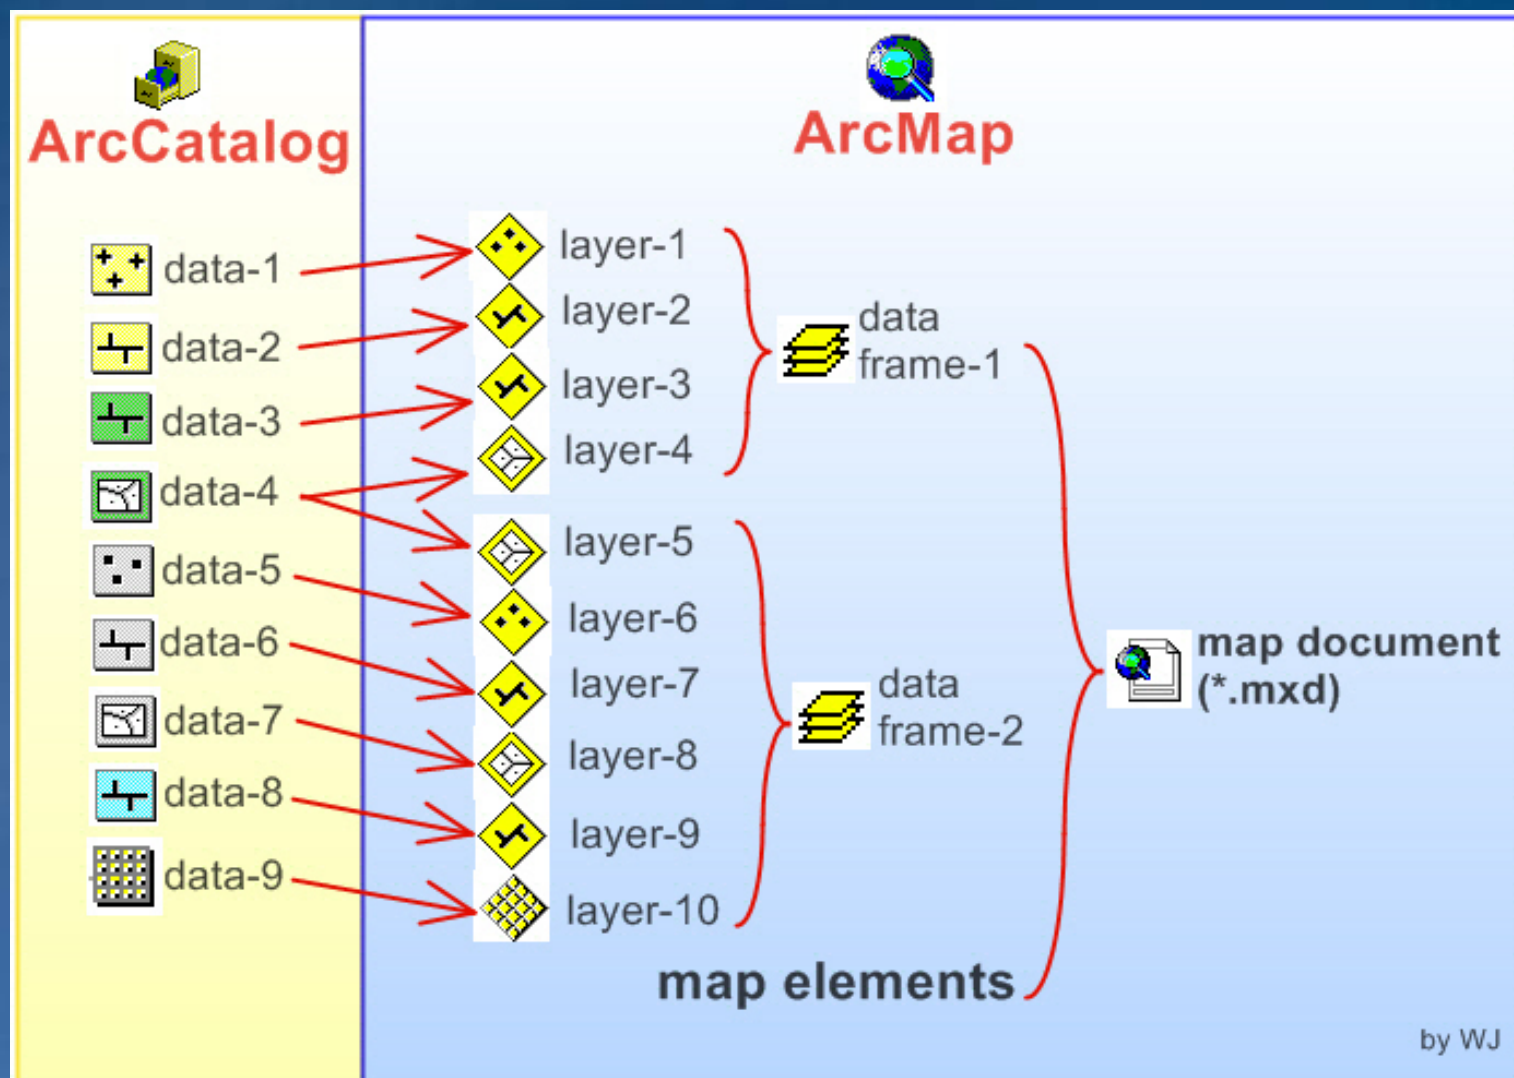 ArcCatalog
data-1
data-2
data-3
data-4
data-5
data-6
data-7
data-8
data-9
ArcMap
layer-1
layer-2
layer-3
layer-4
layer-5
layer-6
layer-7
layer-8
layer-9
layer-10
data
frame-1
data
frame-2
map elements
map document
(*.mxd)
by WJ